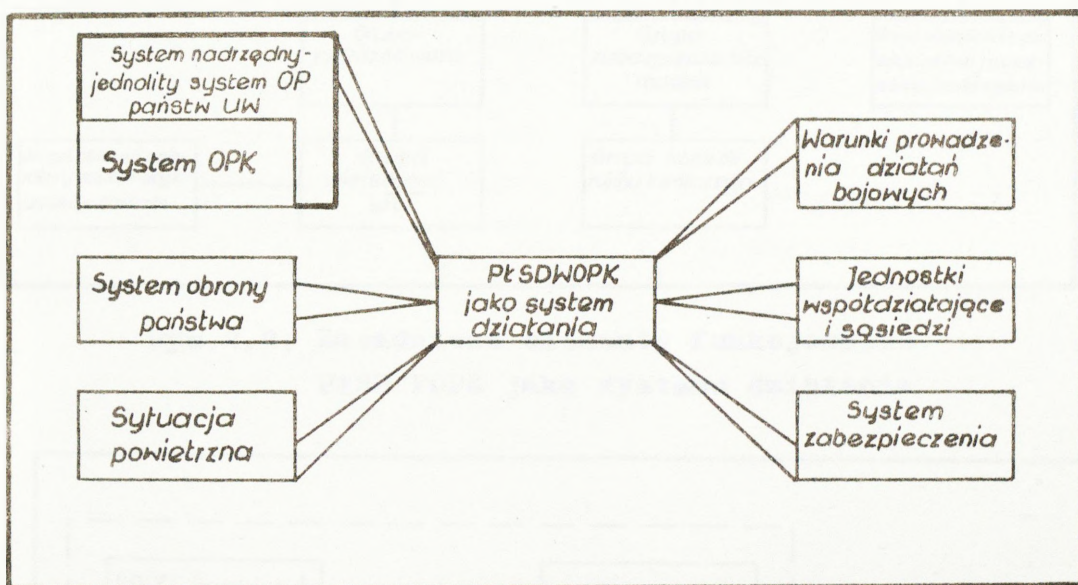 System nadrzędny-
jednolity system OP
państw UW
System OPK
System obrony
państwa
Sytuacja
powietrzna
PŁSDWOPK
jako system
działania
Warunki prowadze-
nia działań
bojowych
Jednostki
współdziałające
i sąsiedzi
System
zabezpieczenia